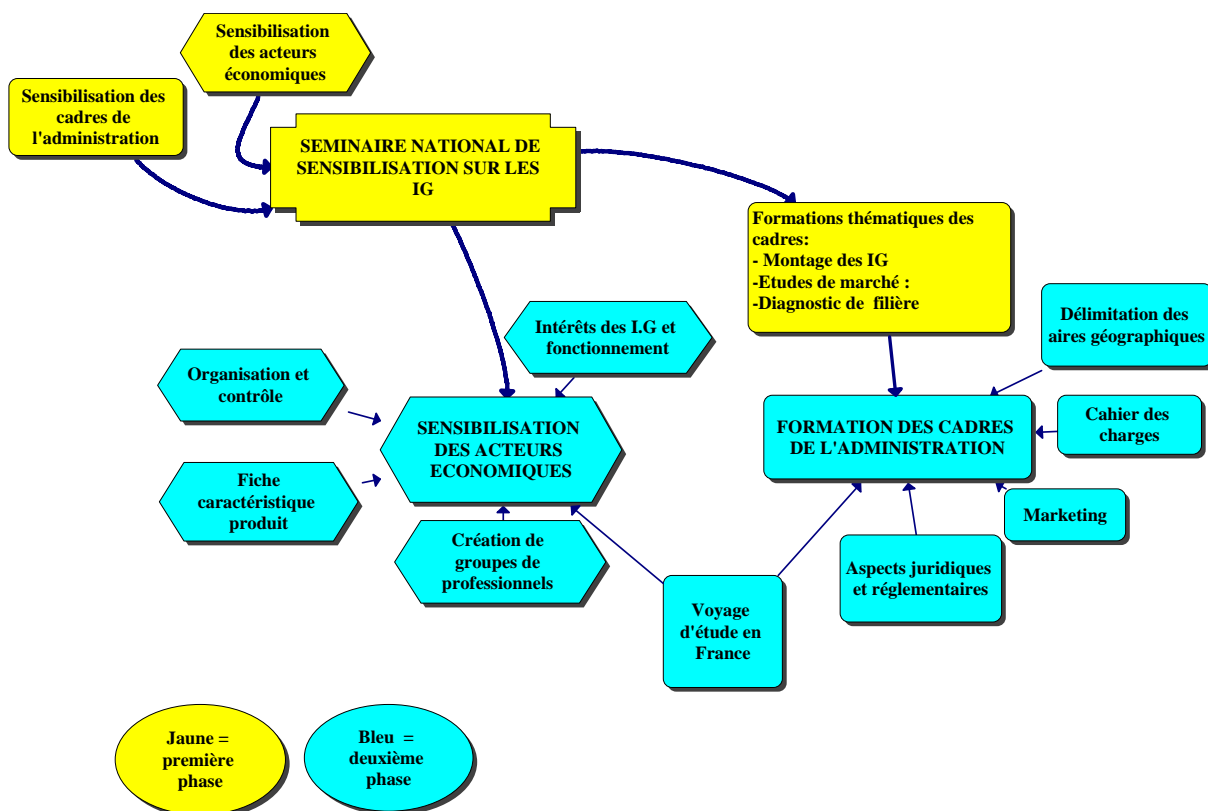 Sensibilisation
des acteurs
économiques
Sensibilisation des
cadres de
l'administration
SEMINAIRE NATIONAL DE
SENSIBILISATION SUR LES
IG
Formations thématiques des
cadres:
- Montage des IG
-Etudes de marché :
-Diagnostic de filière
Délimitation des
aires géographiques
Intérêts des I.G et
fonctionnement
Organisation et
contrôle
SENSIBILISATION
DES ACTEURS
ECONOMIQUES
FORMATION DES CADRES
DE L'ADMINISTRATION
Cahier des
charges
Fiche
caractéristique
produit
Marketing
Création de
groupes de
professionnels
Aspects juridiques
et réglementaires
Voyage
d'étude en
France
Jaune =
première
phase
Bleu =
deuxième
phase